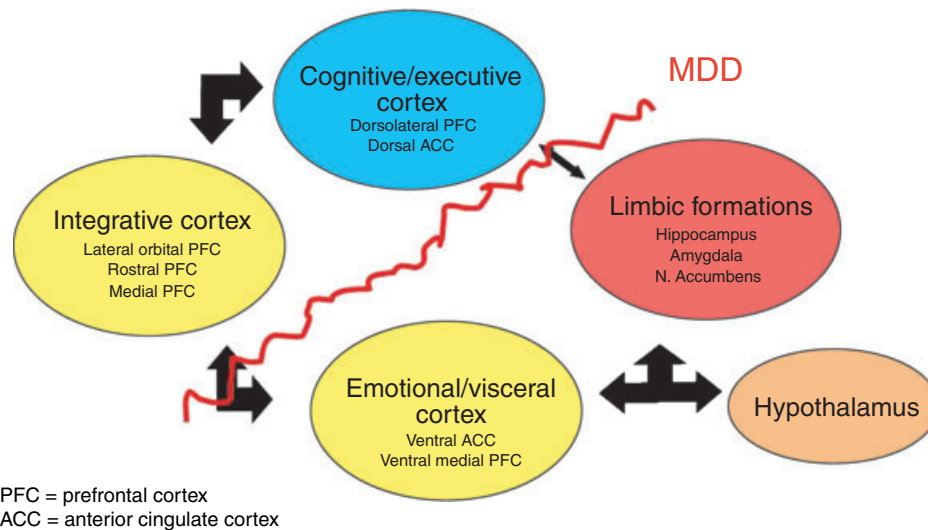 MDD
Cognitive/executive
cortex
Dorsolateral PFC
Dorsal ACC
Integrative cortex
Lateral orbital PFC
Rostral PFC
Medial PFC
Limbic formations
Hippocampus
Amygdala
N. Accumbens
Emotional/visceral
cortex
Ventral ACC
Ventral medial PFC
Hypothalamus
PFC = prefrontal cortex
ACC = anterior cingulate cortex